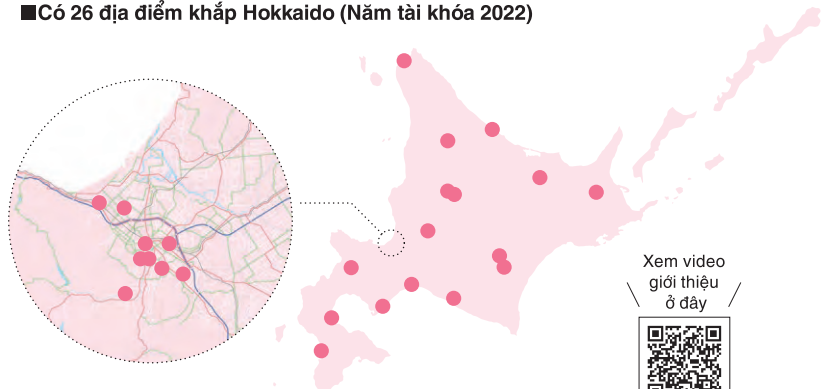 ■Có 26 địa điểm khắp Hokkaido (Năm tài khóa 2022)
Xem video
giới thiệu
ở đây